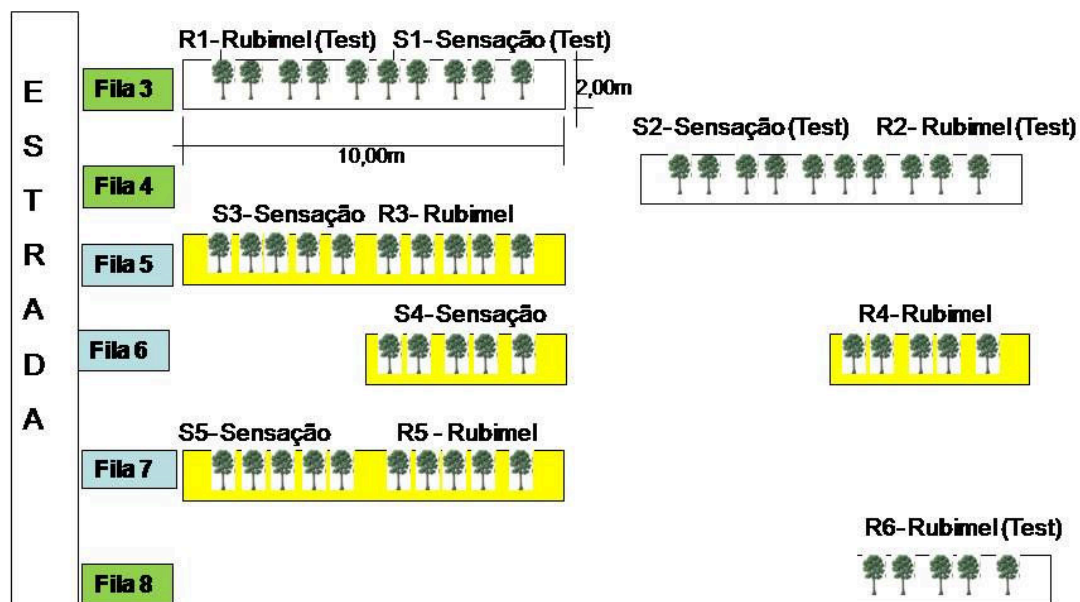 ESTRADA
R1-Rubimel (Test) S1-Sensação (Test)
Fila 3
2,00m
10,00m
S2-Sensação (Test) R2- Rubimel (Test)
Fila 4
S3-Sensação R3- Rubimel
Fila 5
S4-Sensação R4-Rubimel
Fila 6
S5-Sensação R5 - Rubimel
Fila 7
R6-Rubimel (Test)
Fila 8